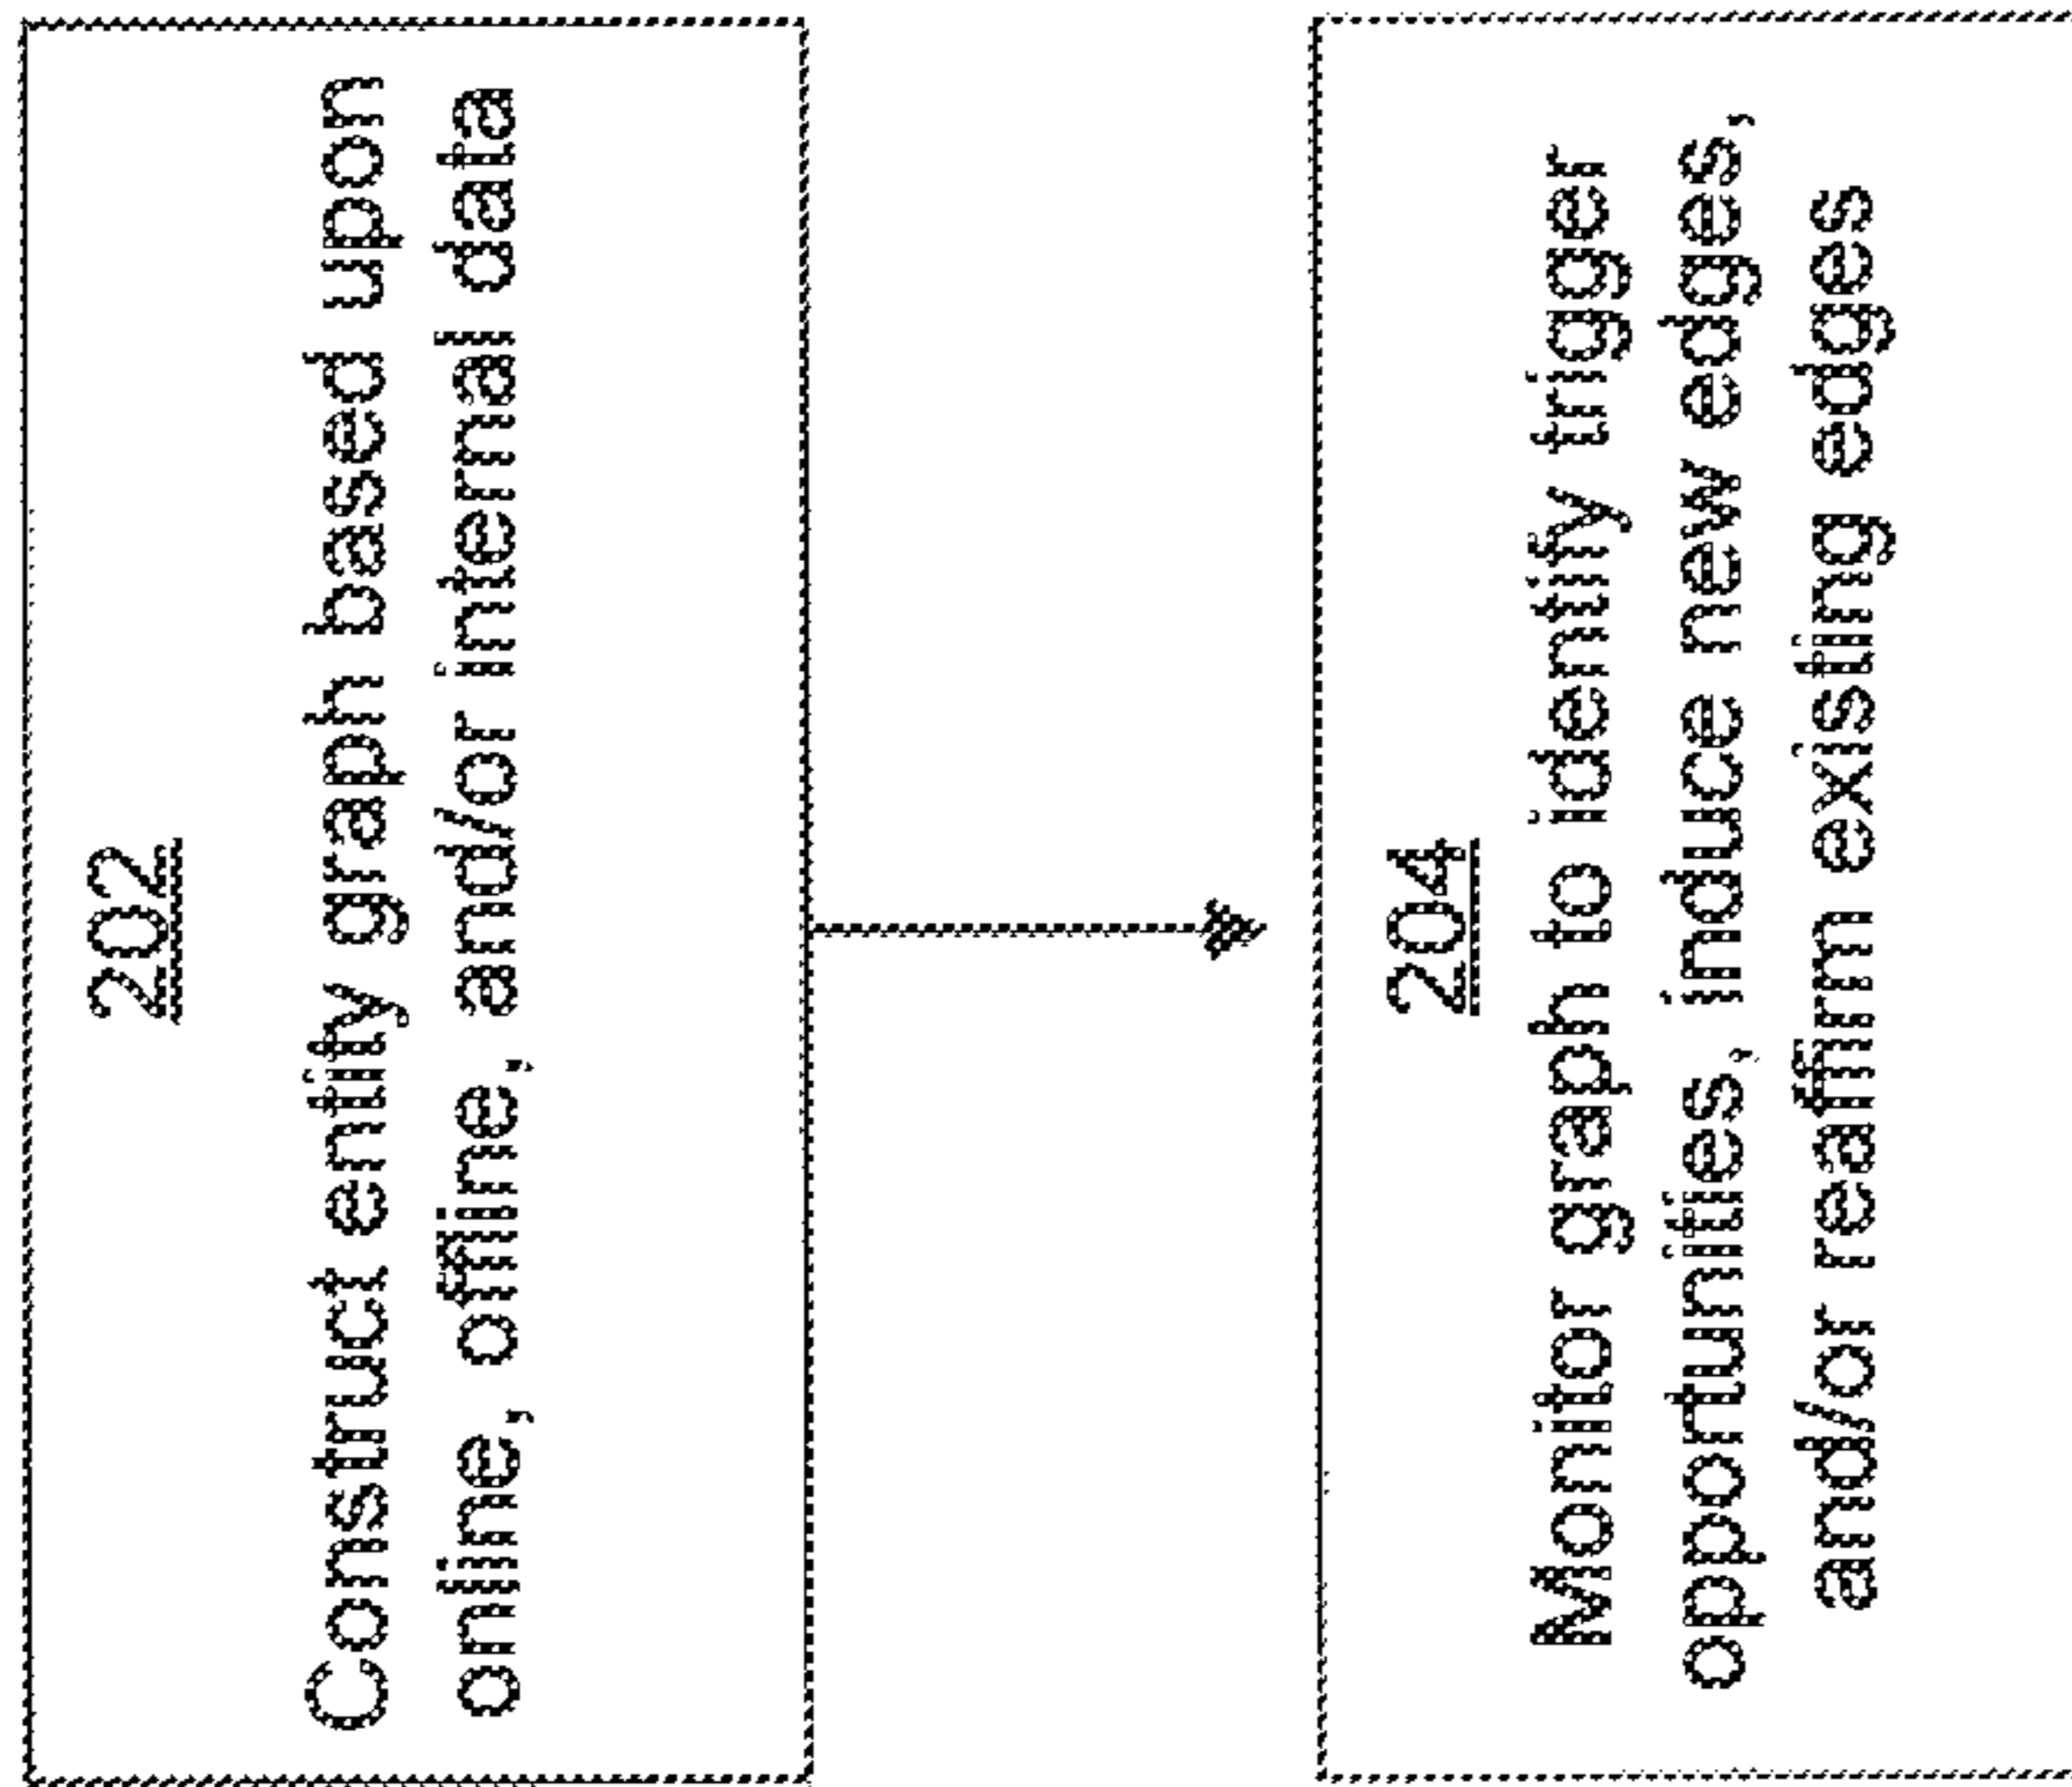 202
Construct entity graph based upon
online, offline, and/or internal data
204
Monitor graph to identify trigger
opportunities, induce new edges,
and/or reaffirm existing edges